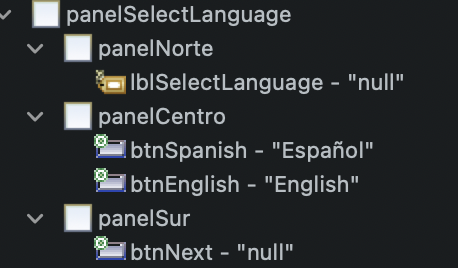 panelSelectLanguage
panelNorte
lblSelectLanguage - "null"
panelCentro
btnSpanish - "Español"
btnEnglish - "English"
panelSur
btnNext - "null"